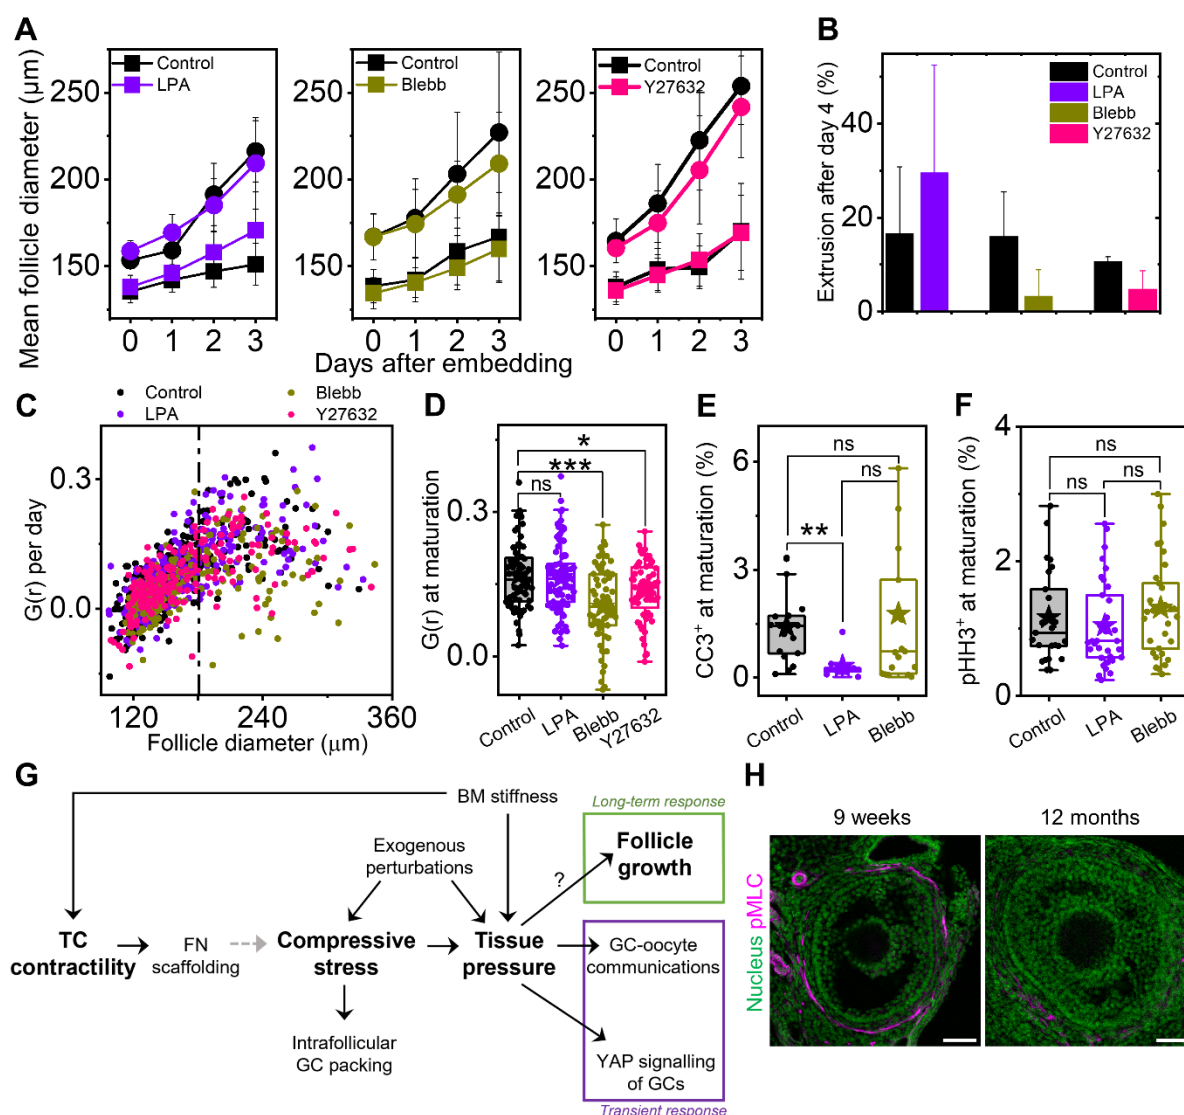 A
Mean follicle diameter (µm)
250
200
150
Control
LPA
Control
Blebb
Control
Y27632
0 1 2 3
0 1 2 3
0 1 2 3
Days after embedding
B
Extrusion after day 4 (%)
40
20
0
Control
LPA
Blebb
Y27632
C
Control
LPA
Blebb
Y27632
G(r) per day
0.3
0.0
120 240 360
Follicle diameter (μm)
D
G(r) at maturation
0.3
0.0
*
***
ns
Control
LPA
Blebb
Y27632
E
CC3+ at maturation (%)
6
3
0
ns
ns
**
Control
LPA
Blebb
F
pHH3+ at maturation (%)
4
2
0
ns
ns
ns
Control
LPA
Blebb
G
BM stiffness
Long-term response
Exogenous
perturbations
Follicle
growth
?
TC
contractility
FN
scaffolding
Compressive
stress
Tissue
pressure
GC-oocyte
communications
Intrafollicular
GC packing
YAP signalling
of GCs
Transient response
H
9 weeks
12 months
Nucleus pMLC